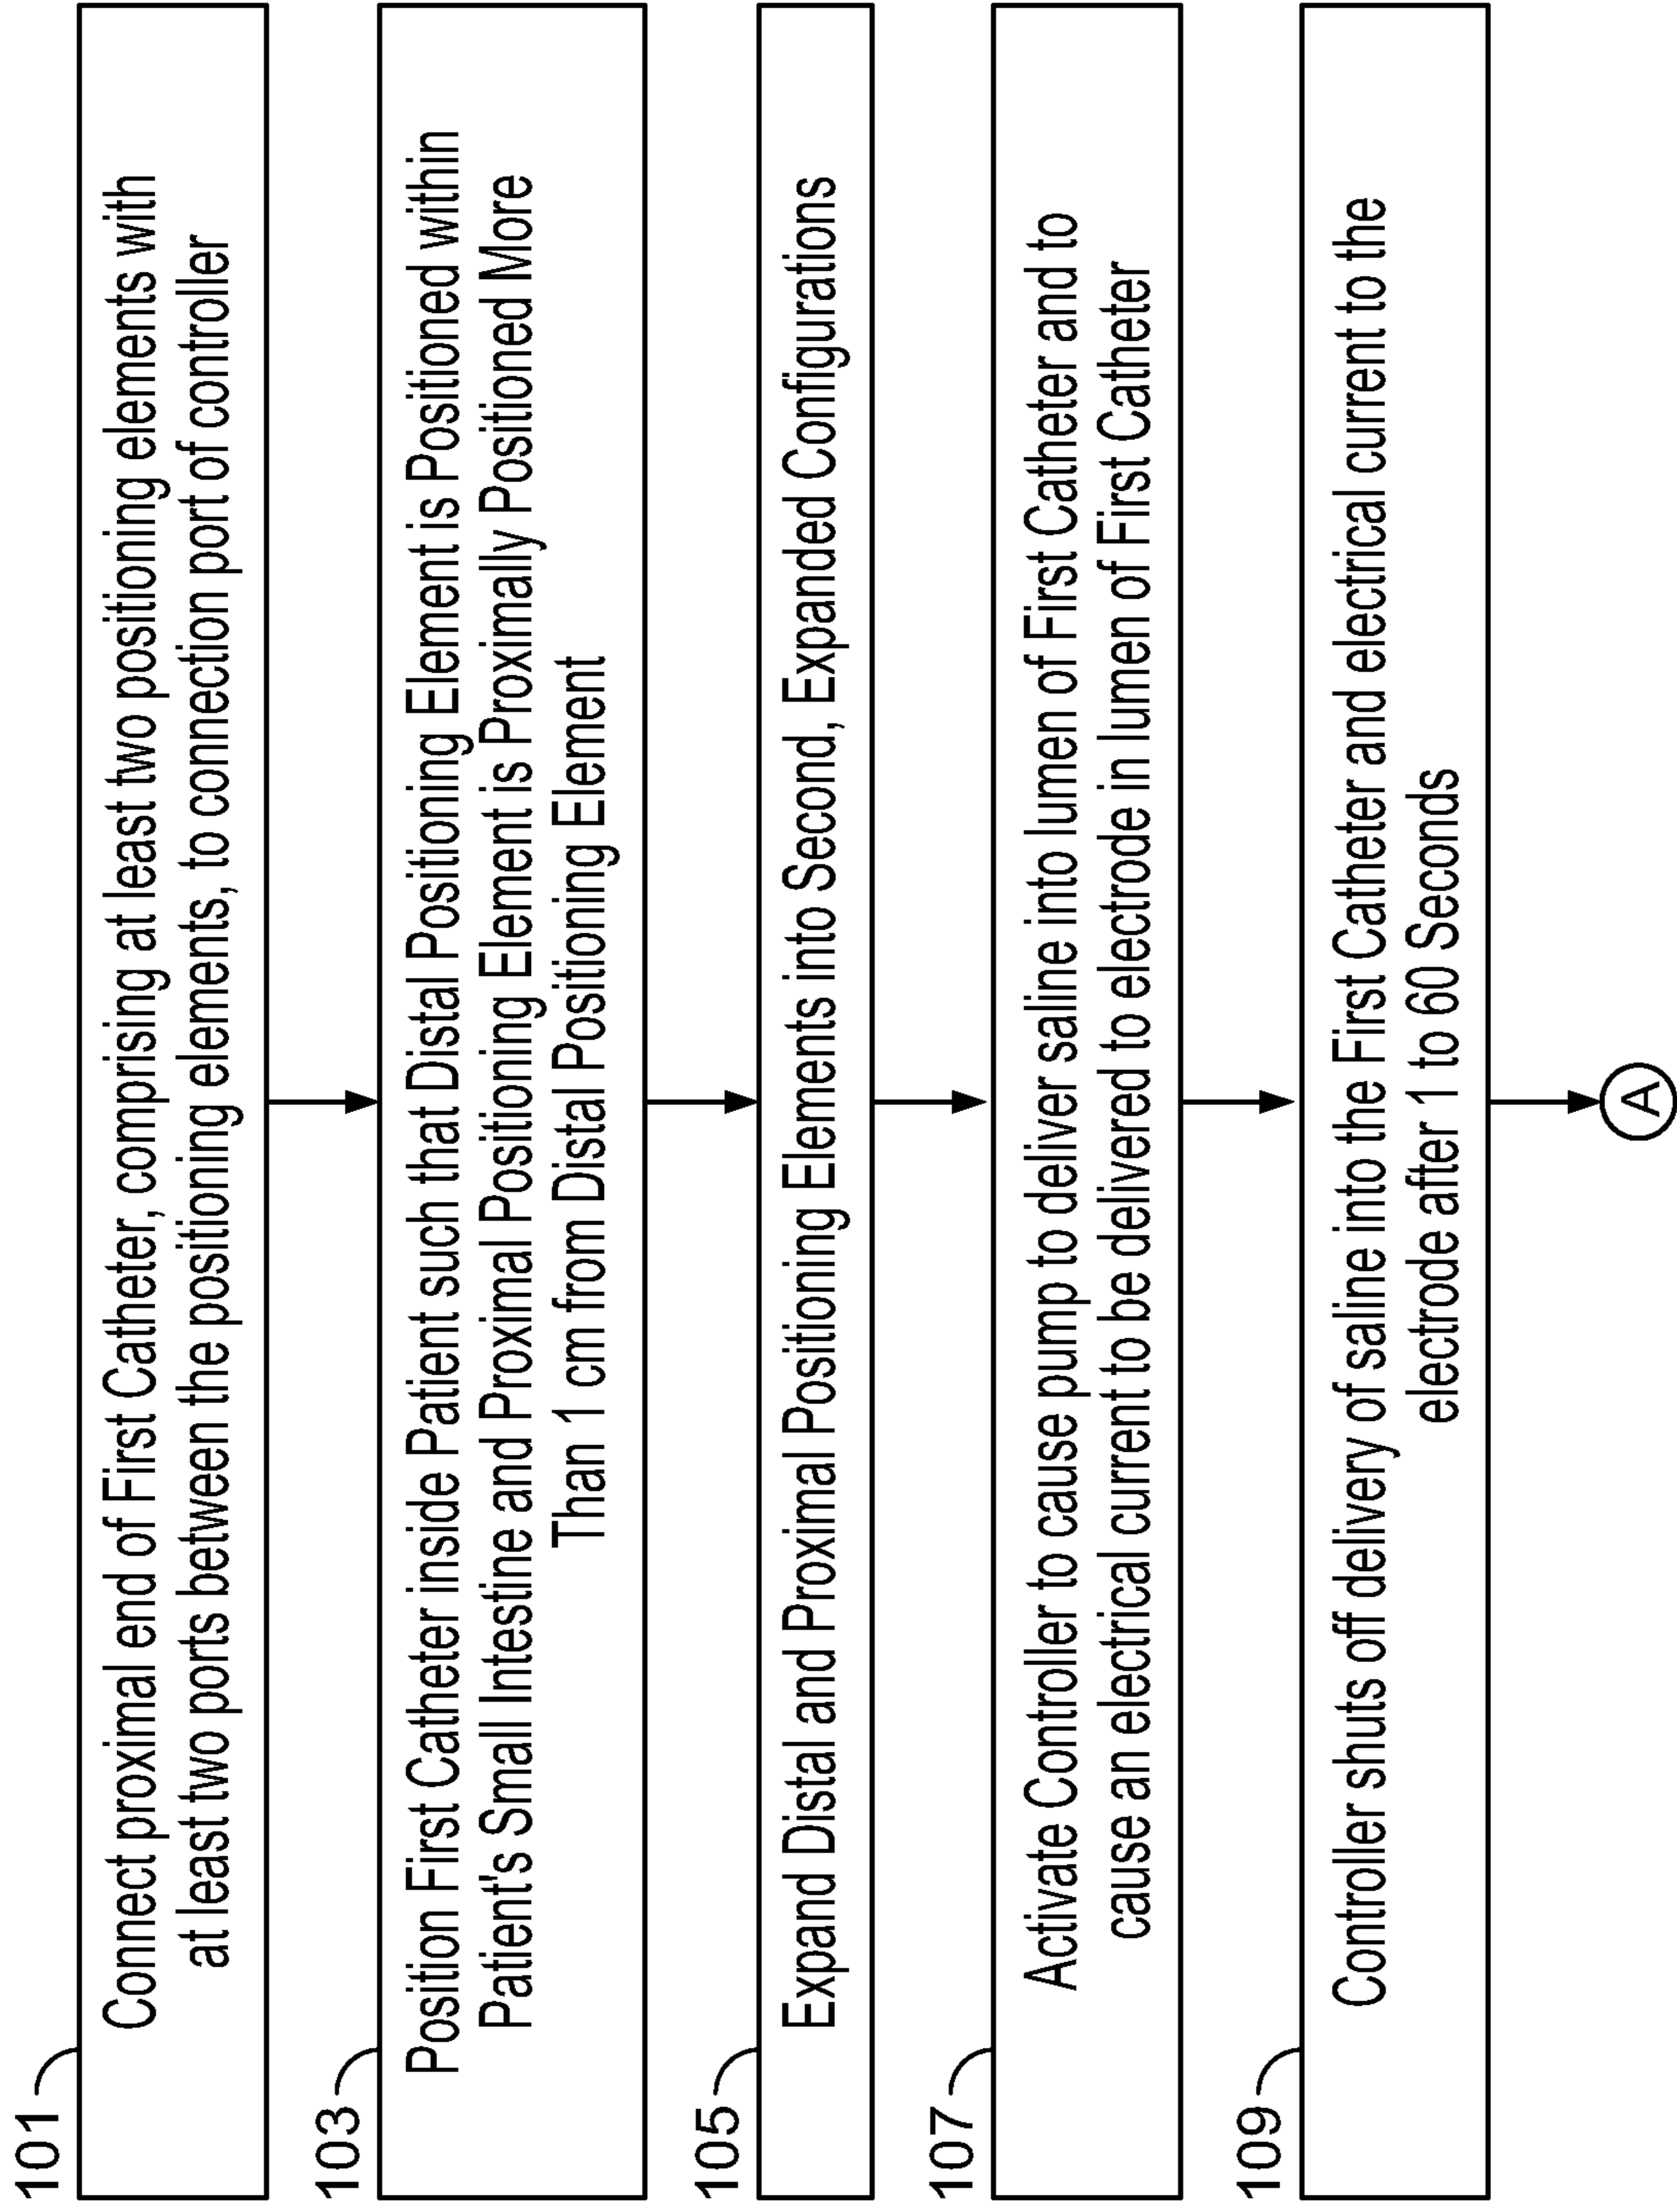 101
Connect proximal end of First Catheter, comprising at least two positioning elements with
at least two ports between the positioning elements, to connection port of controller
103
Position First Catheter inside Patient such that Distal Positioning Element is Positioned within
Patient's Small Intestine and Proximal Positioning Element is Proximally Positioned More
Than 1 cm from Distal Positioning Element
105
Expand Distal and Proximal Positioning Elements into Second, Expanded Configurations
107
Activate Controller to cause pump to deliver saline into lumen of First Catheter and to
cause an electrical current to be delivered to electrode in lumen of First Catheter
109
Controller shuts off delivery of saline into the First Catheter and electrical current to the
electrode after 1 to 60 Seconds
A